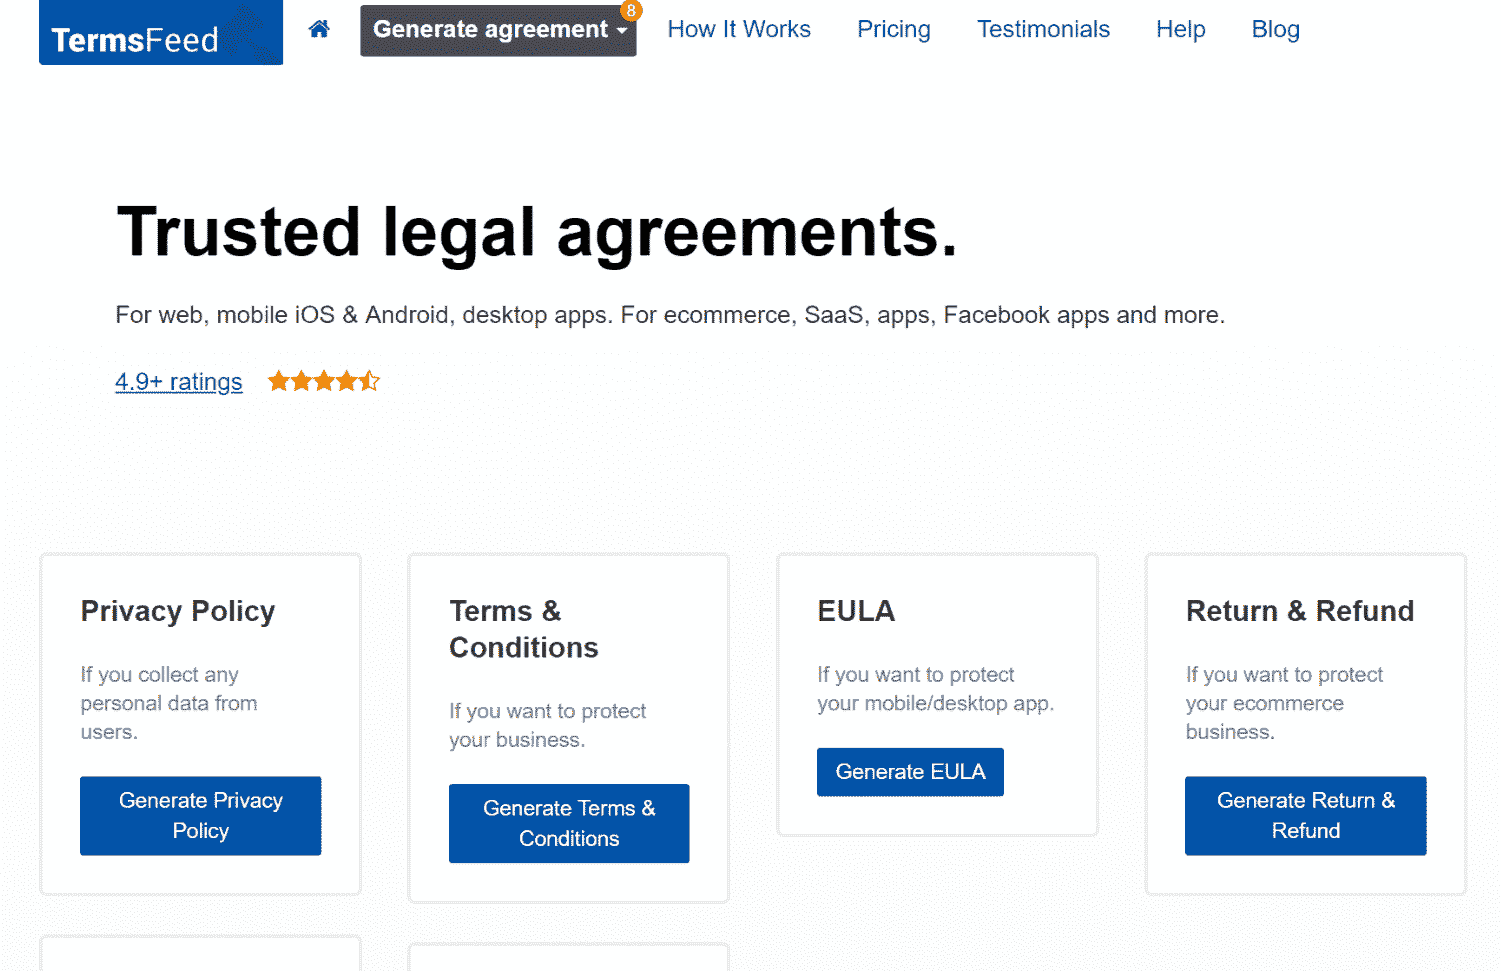 TermsFeed
Generate agreement
8
How It Works
Pricing
Testimonials
Help
Blog
Trusted legal agreements.
For web, mobile iOS & Android, desktop apps. For ecommerce, SaaS, apps, Facebook apps and more.
4.9+ ratings
Privacy Policy
If you collect any
personal data from
users.
Generate Privacy
Policy
Terms &
Conditions
If you want to protect
your business.
Generate Terms &
Conditions
EULA
If you want to protect
your mobile/desktop app.
Generate EULA
Return & Refund
If you want to protect
your ecommerce
business.
Generate Return &
Refund